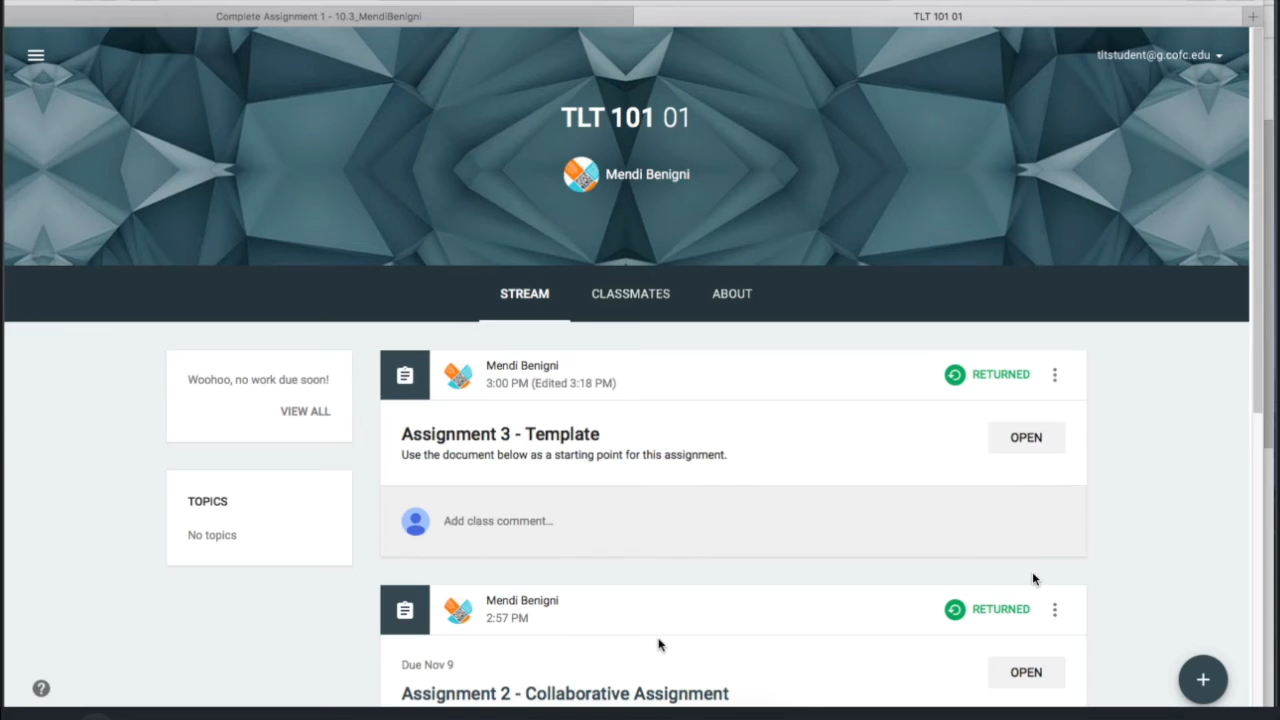 Complete Assignment 1 - 10.3_MendiBenigni
TLT 101 01
tltstudent@g.cofc.edu
TLT 101 01
Mendi Benigni
STREAM
CLASSMATES
ABOUT
Woohoo, no work due soon!
VIEW ALL
TOPICS
No topics
Mendi Benigni
3:00 PM (Edited 3:18 PM)
RETURNED
Assignment 3 - Template
OPEN
Use the document below as a starting point for this assignment.
Add class comment...
Mendi Benigni
2:57 PM
RETURNED
Due Nov 9
OPEN
Assignment 2 - Collaborative Assignment